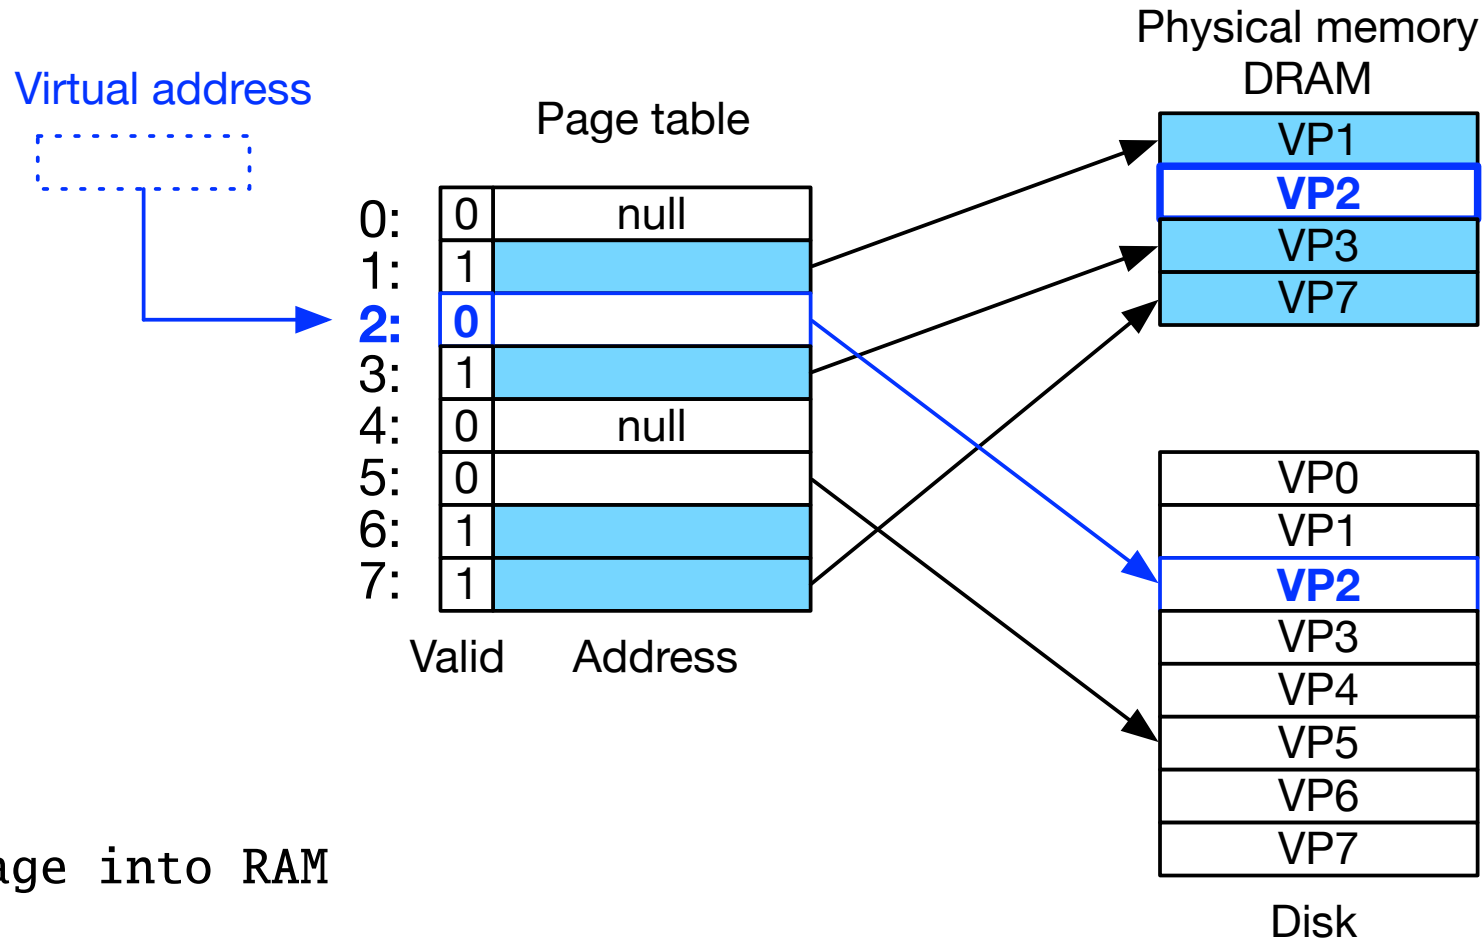 Physical memory
DRAM
Virtual address
Page table
0: 0 null
1: 1
2: 0
3: 1
4: 0 null
5: 0
6: 1
7: 1
Valid Address
VP1
VP2
VP3
VP7
VP0
VP1
VP2
VP3
VP4
VP5
VP6
VP7
Disk
age into RAM